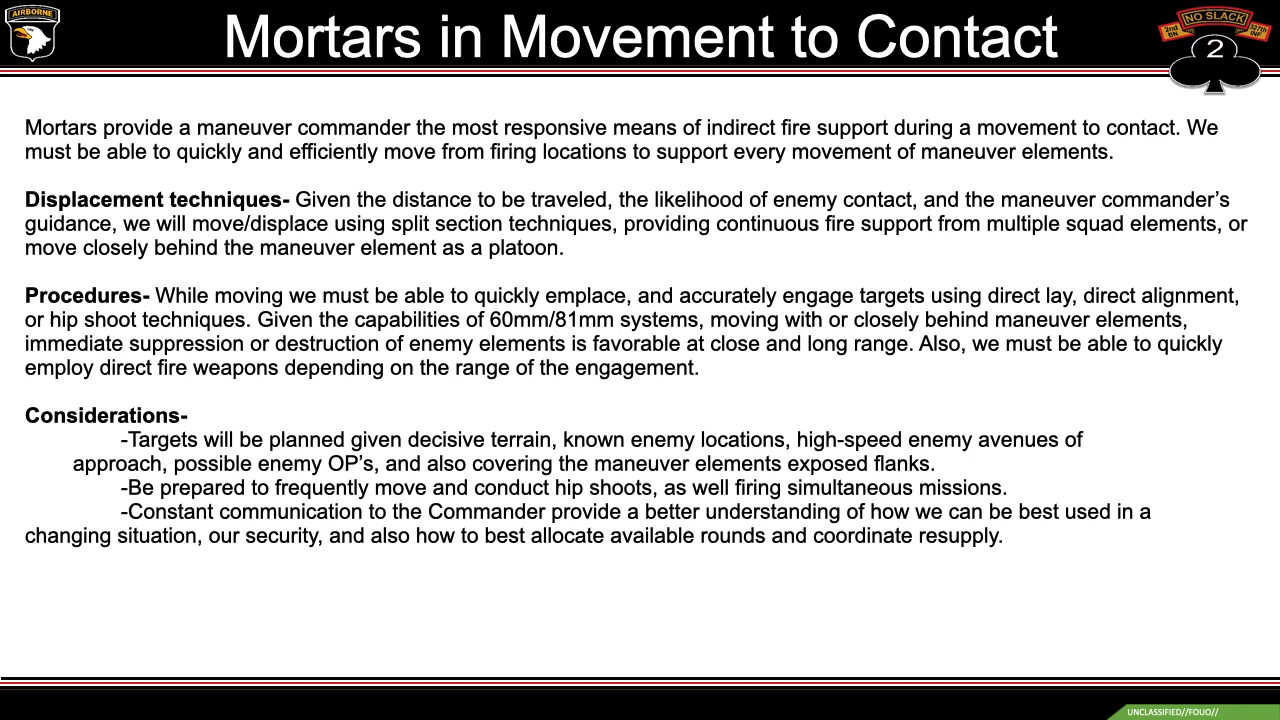 AIRBORNE
Mortars in Movement to Contact
NO SLACK
2nd BN
327th INF
2
Mortars provide a maneuver commander the most responsive means of indirect fire support during a movement to contact. We
must be able to quickly and efficiently move from firing locations to support every movement of maneuver elements.
Displacement techniques- Given the distance to be traveled, the likelihood of enemy contact, and the maneuver commander’s
guidance, we will move/displace using split section techniques, providing continuous fire support from multiple squad elements, or
move closely behind the maneuver element as a platoon.
Procedures- While moving we must be able to quickly emplace, and accurately engage targets using direct lay, direct alignment,
or hip shoot techniques. Given the capabilities of 60mm/81mm systems, moving with or closely behind maneuver elements,
immediate suppression or destruction of enemy elements is favorable at close and long range. Also, we must be able to quickly
employ direct fire weapons depending on the range of the engagement.
Considerations-
-Targets will be planned given decisive terrain, known enemy locations, high-speed enemy avenues of
approach, possible enemy OP’s, and also covering the maneuver elements exposed flanks.
-Be prepared to frequently move and conduct hip shoots, as well firing simultaneous missions.
-Constant communication to the Commander provide a better understanding of how we can be best used in a
changing situation, our security, and also how to best allocate available rounds and coordinate resupply.
UNCLASSIFIED//FOUO//